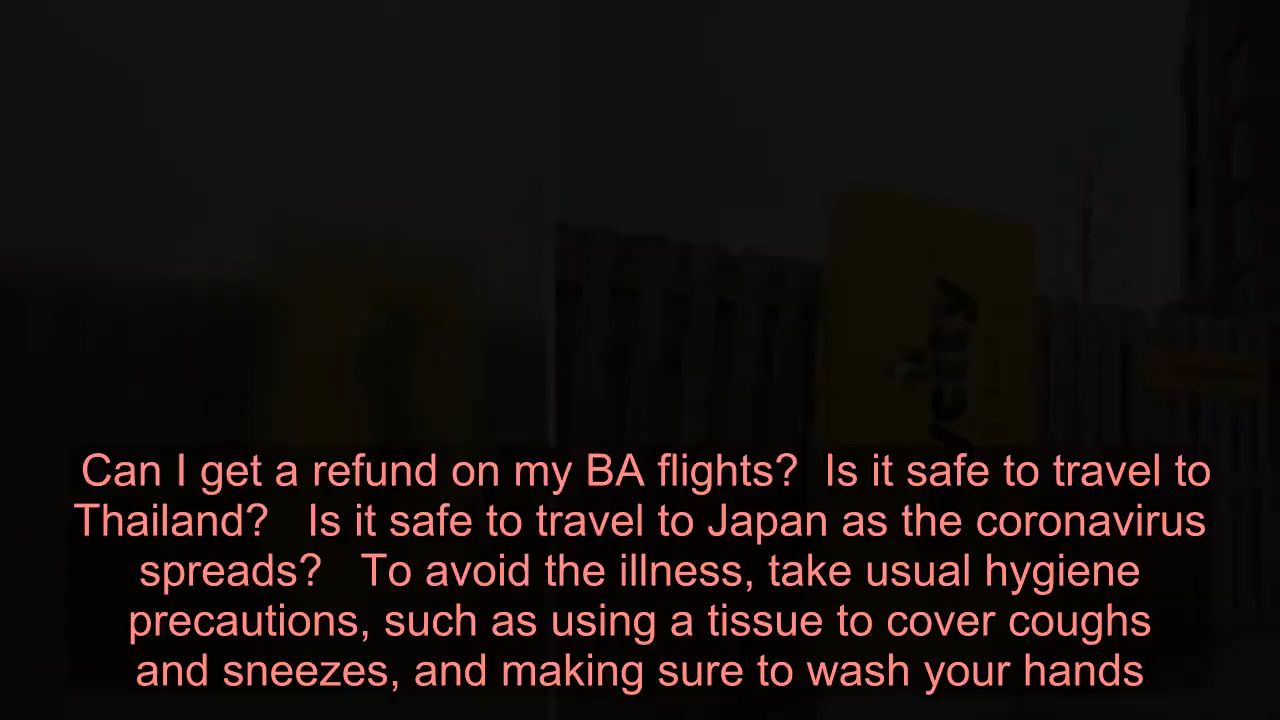 Can I get a refund on my BA flights?  Is it safe to travel to
Thailand?   Is it safe to travel to Japan as the coronavirus
spreads?   To avoid the illness, take usual hygiene
precautions, such as using a tissue to cover coughs
and sneezes, and making sure to wash your hands